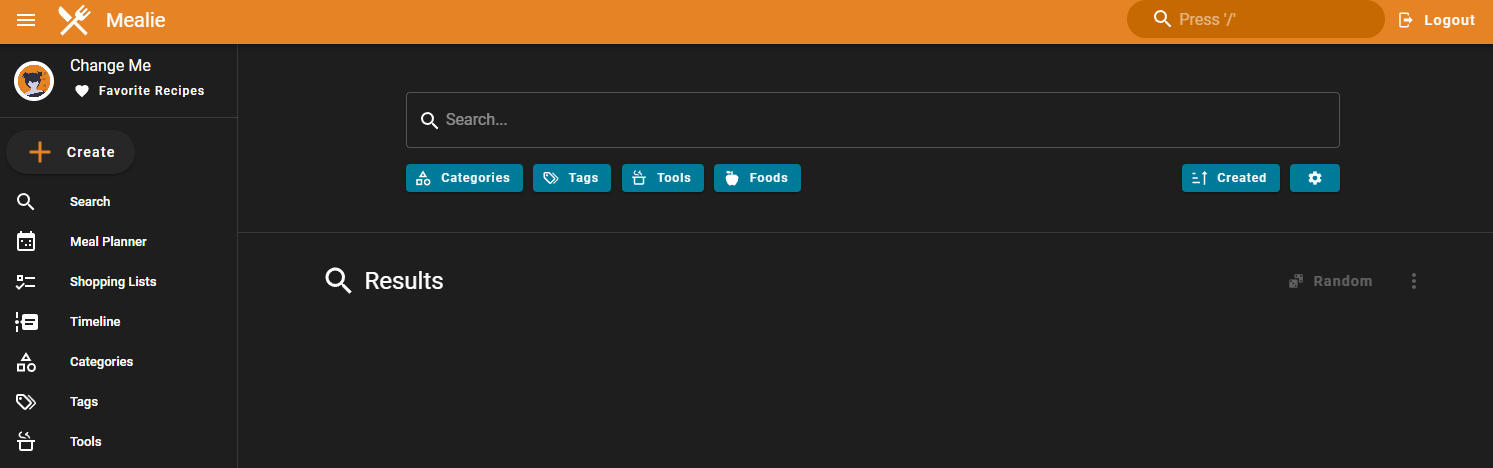 Mealie
Press '/'
Logout
Change Me
Favorite Recipes
Create
Search
Meal Planner
Shopping Lists
Timeline
Categories
Tags
Tools
Search...
Categories
Tags
Tools
Foods
Created
Results
Random